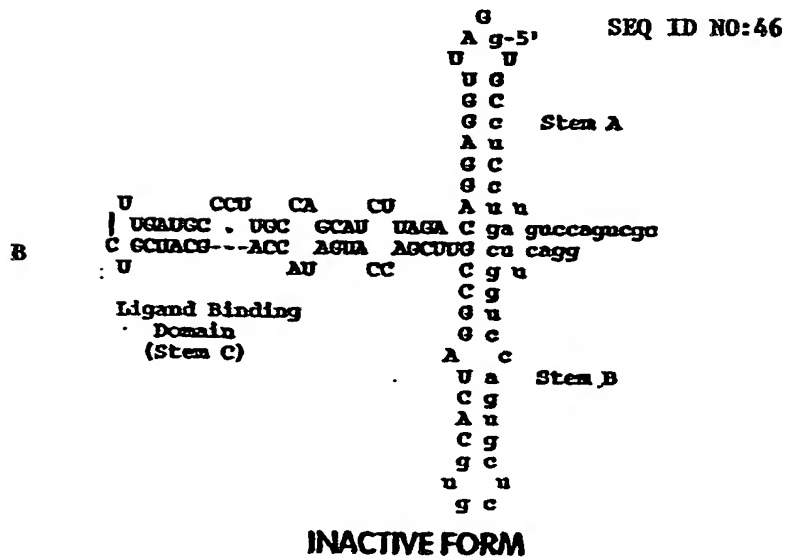 G
SEQ ID NO:46
A g-5'
U U
U G
G C
G c Stem A
A u
G C
G c
U CCU CA CU A u u
UGAUGC . UGC GCAU UAGA C ga guccagucgc
B
C GCUACG---ACC AGUA AGCUUG cu cagg
U AU CC C g u
C g
Ligand Binding
G u
Domain
G c
(Stem C)
A c
U a Stem B
C g
A u
C g
g c
u u
g c
INACTIVE FORM